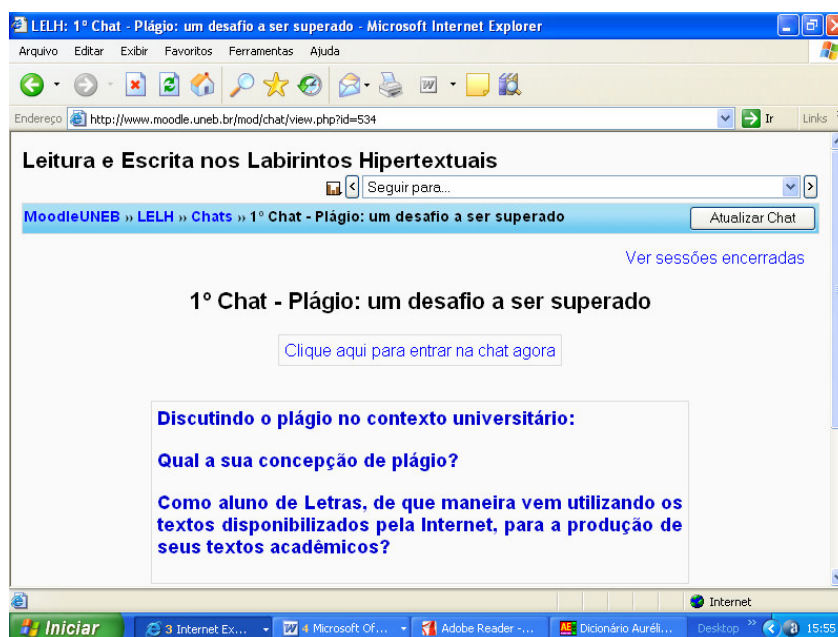 LELH: 1º Chat - Plágio: um desafio a ser superado - Microsoft Internet Explorer
Arquivo Editar Exibir Favoritos Ferramentas Ajuda
Endereço http://www.moodle.uneb.br/mod/chat/view.php?id=534 Ir Links
Leitura e Escrita nos Labirintos Hipertextuais
Seguir para...
MoodleUNEB » LELH » Chats » 1º Chat - Plágio: um desafio a ser superado Atualizar Chat
Ver sessões encerradas
1º Chat - Plágio: um desafio a ser superado
Clique aqui para entrar na chat agora
Discutindo o plágio no contexto universitário:
Qual a sua concepção de plágio?
Como aluno de Letras, de que maneira vem utilizando os
textos disponibilizados pela Internet, para a produção de
seus textos acadêmicos?
Internet
Iniciar 3 Internet Ex... 4 Microsoft Of... Adobe Reader -... Dicionário Auréli... Desktop 15:55